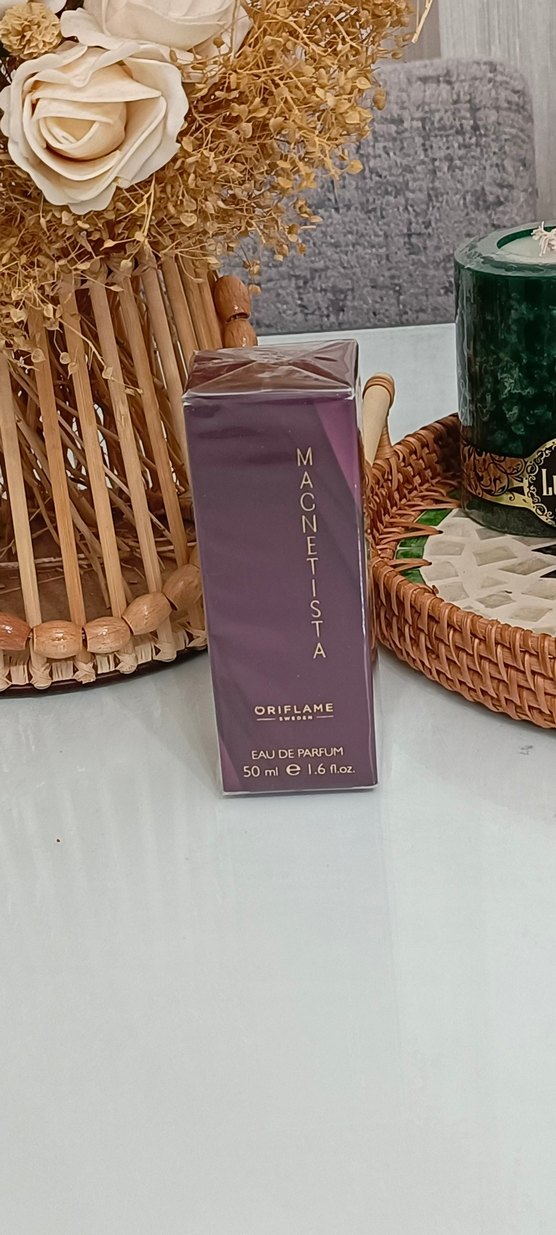 MAGNETISTA
ORIFLAME
SWEDEN
EAU DE PARFUM
50 ml e 1.6 fl.oz.